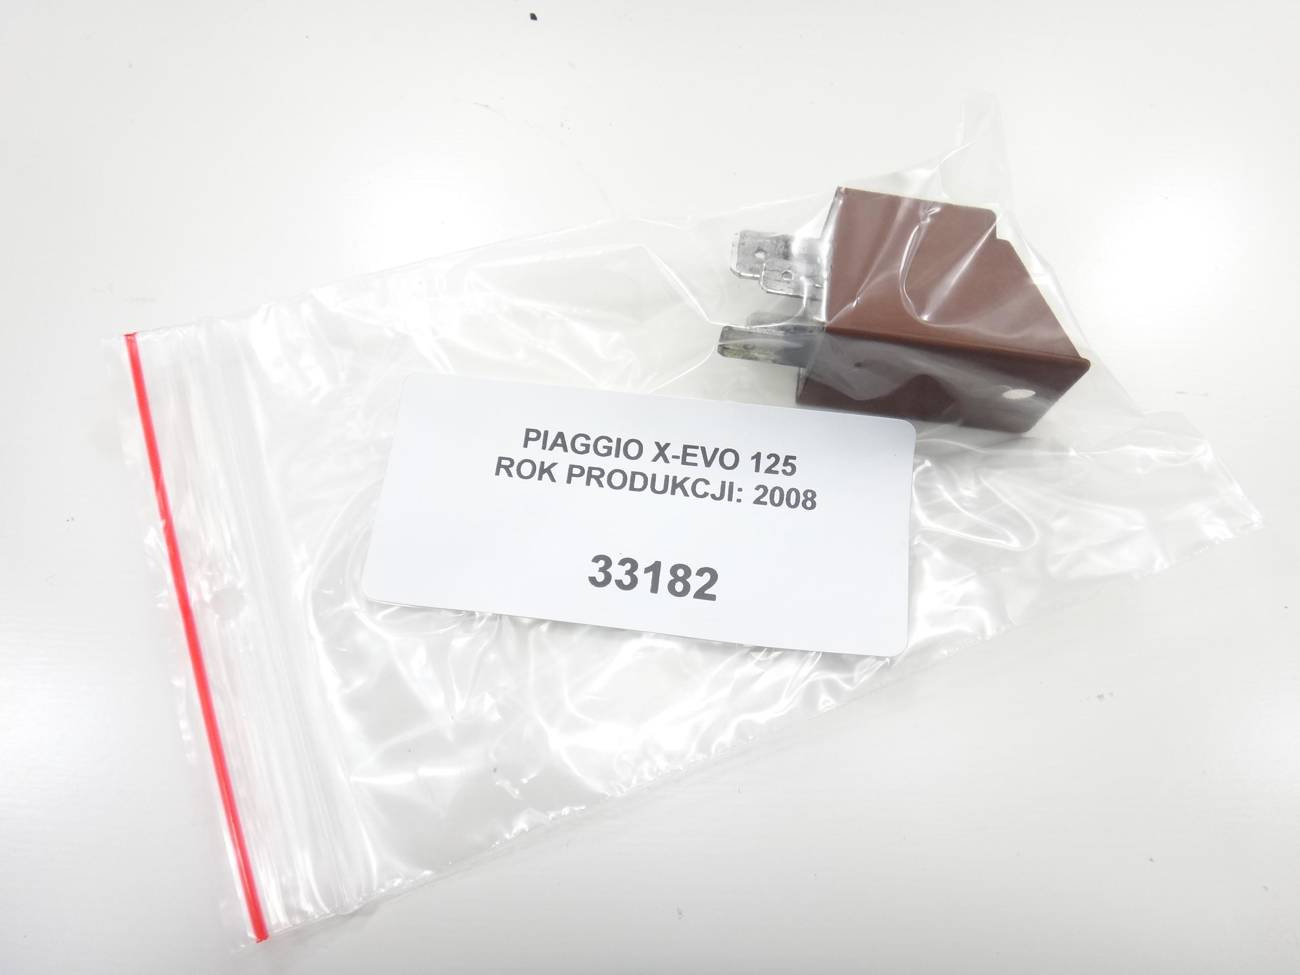 PIAGGIO X-EVO 125
ROK PRODUKCJI: 2008
33182